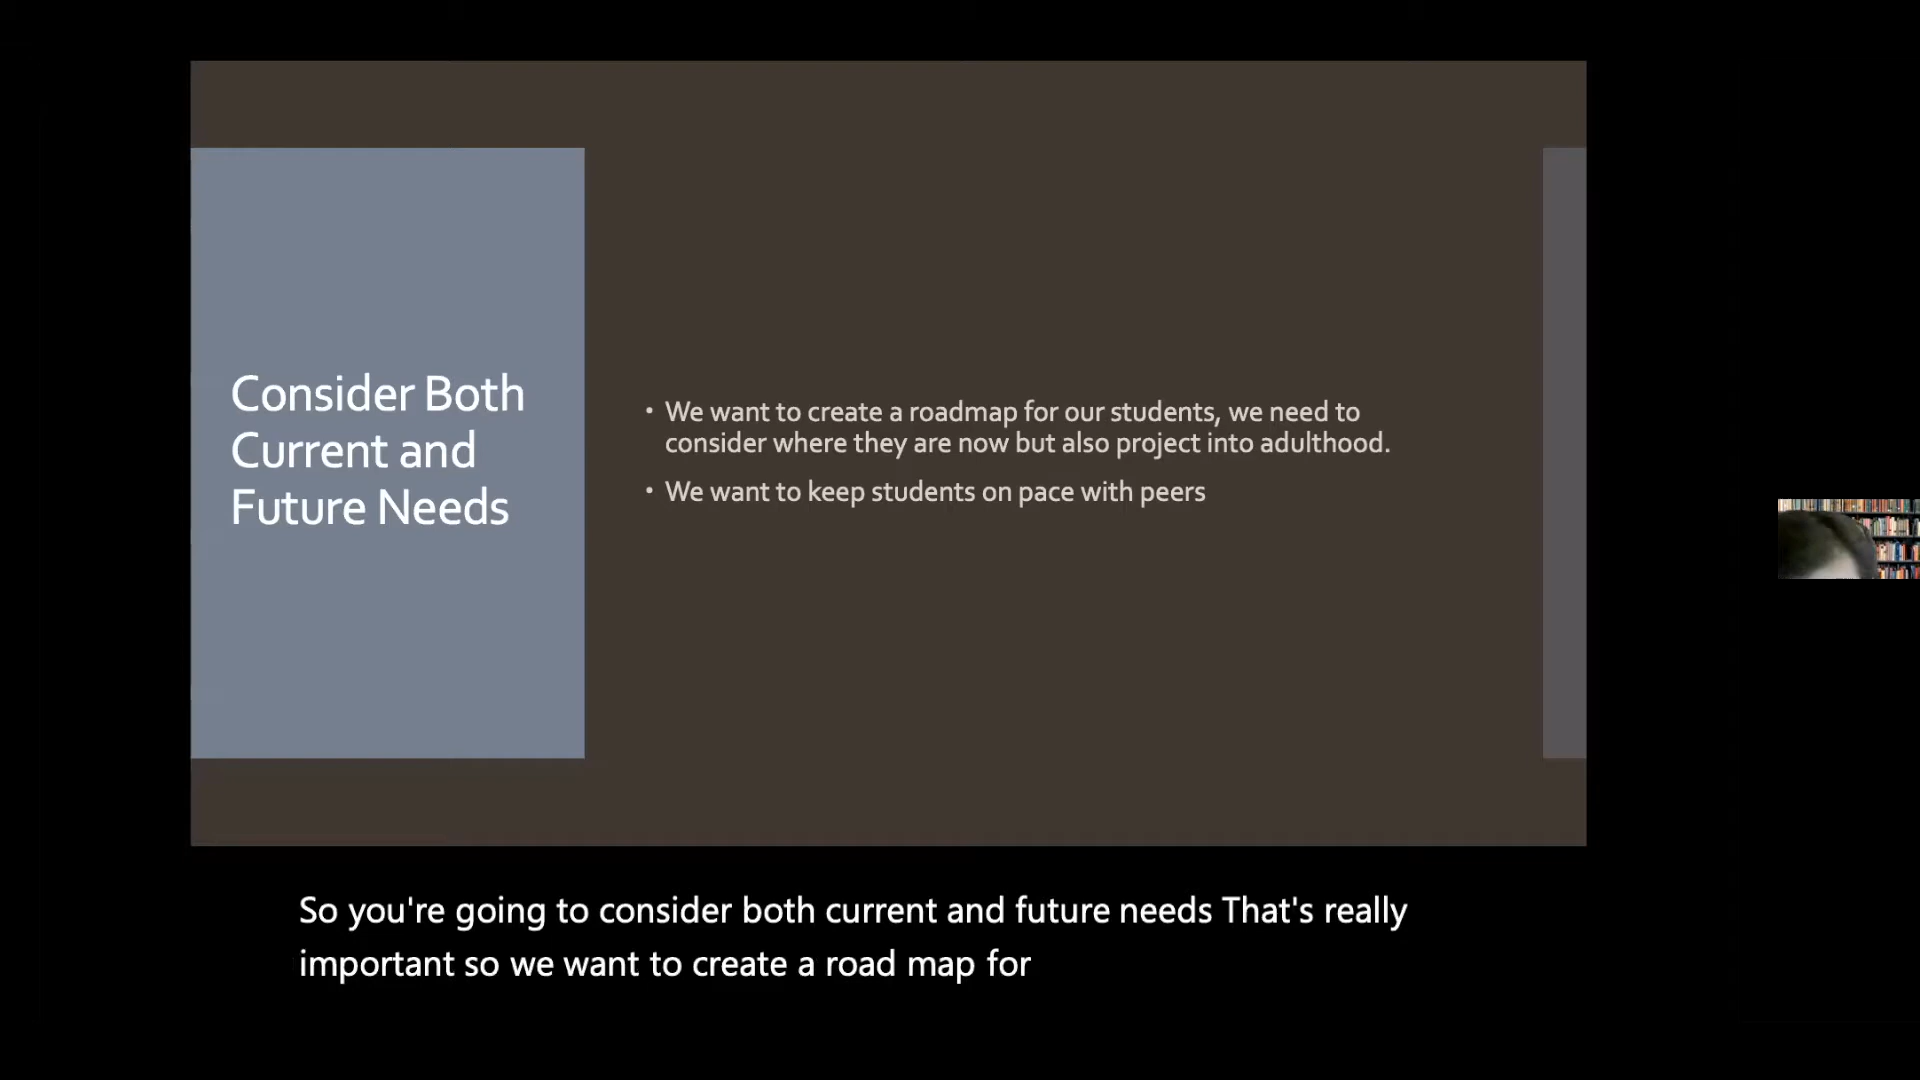 Consider Both
Current and
Future Needs
• We want to create a roadmap for our students, we need to
consider where they are now but also project into adulthood.
• We want to keep students on pace with peers
So you're going to consider both current and future needs That's really
important so we want to create a road map for